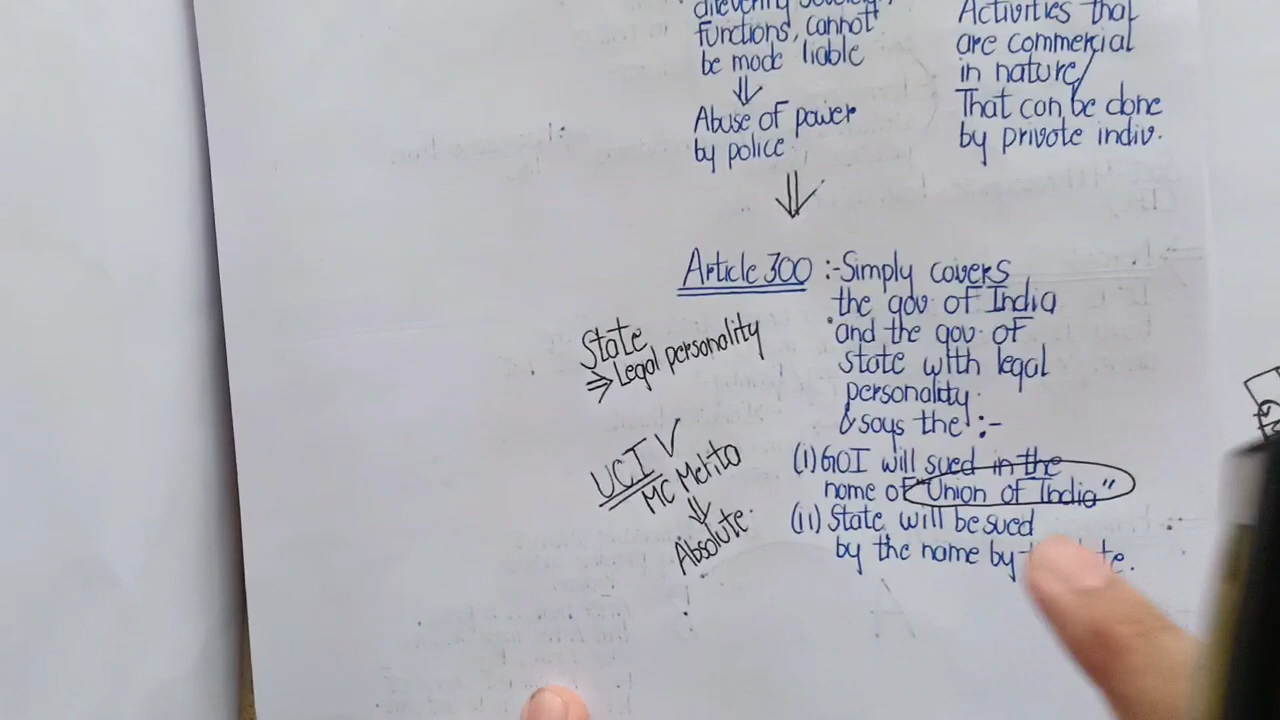 functions, cannot
be made liable
⇓
Abuse of power
by police
⇓
Activities that
are commercial
in nature/
That can be done
by private indiv.
Article 300 :- Simply covers
the gov. of India
and the gov. of
state with legal
personality.
& says the :-
(i) GOI will sued in the
name of "Union of India"
(ii) State will be sued
by the name by
State
⇒ Legal personality
UCI V
MC Mehta
⇓
Absolute.